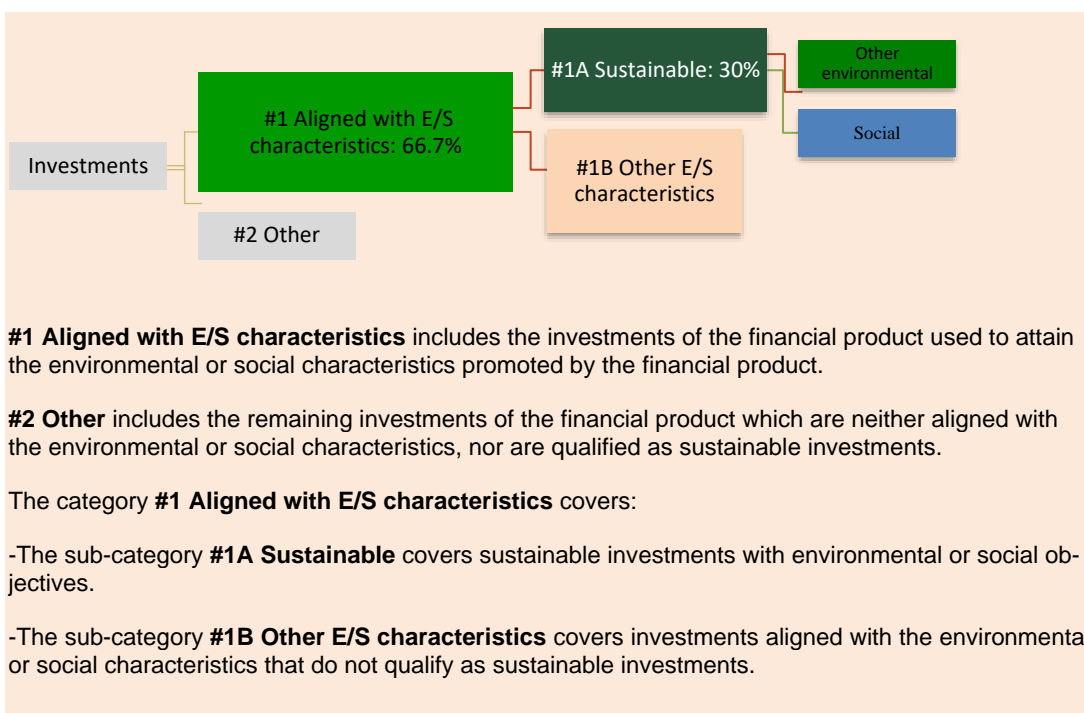 Investments
#1 Aligned with E/S
characteristics: 66.7%
#2 Other
#1A Sustainable: 30%
#1B Other E/S
characteristics
Other
environmental
Social
#1 Aligned with E/S characteristics includes the investments of the financial product used to attain
the environmental or social characteristics promoted by the financial product.
#2 Other includes the remaining investments of the financial product which are neither aligned with
the environmental or social characteristics, nor are qualified as sustainable investments.
The category #1 Aligned with E/S characteristics covers:
-The sub-category #1A Sustainable covers sustainable investments with environmental or social ob-
jectives.
-The sub-category #1B Other E/S characteristics covers investments aligned with the environmenta
or social characteristics that do not qualify as sustainable investments.